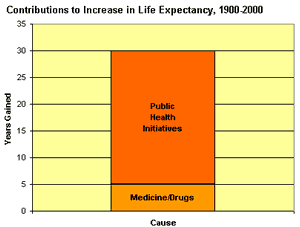 Contributions to Increase in Life Expectancy, 1900-2000
35
30
25
20
15
10
5
0
Years Gained
Public
Health
Initiatives
Medicine/Drugs
Cause